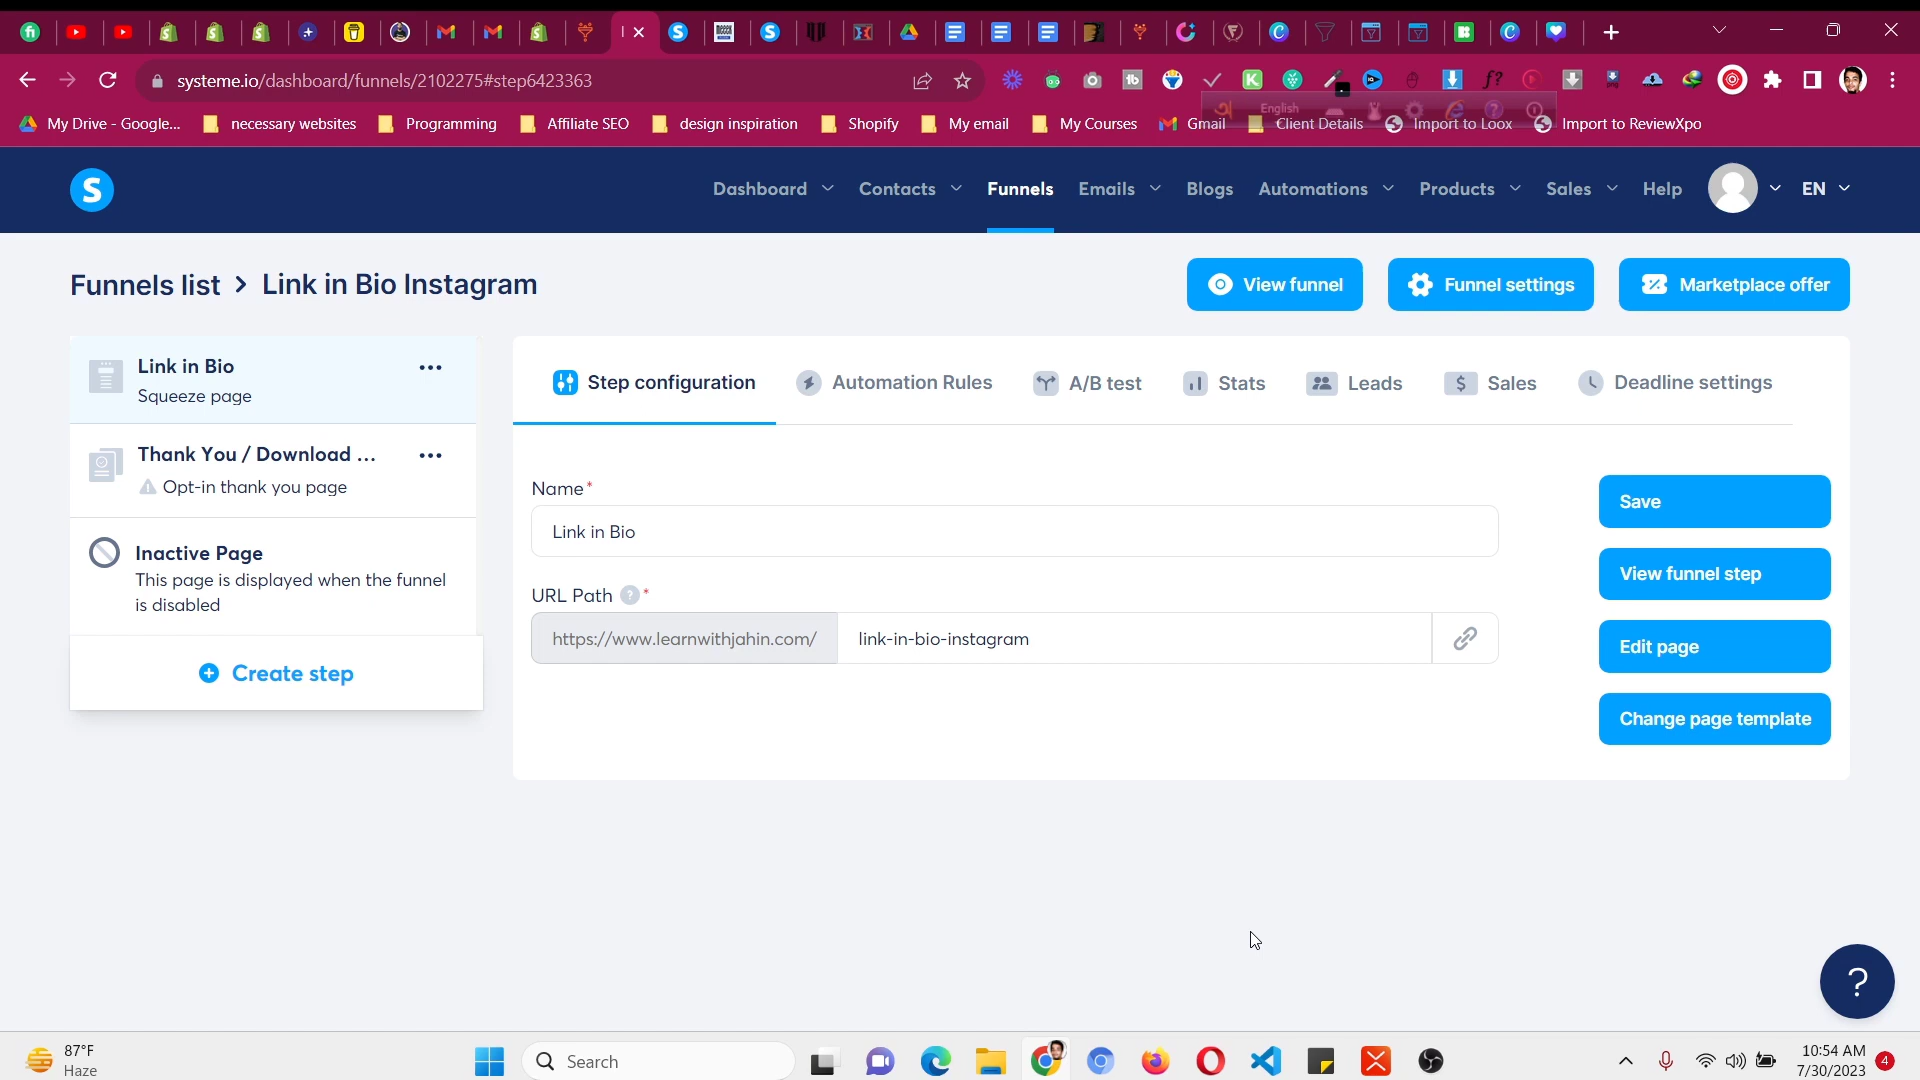 systeme.io/dashboard/funnels/2102275#step6423363
English
My Drive - Google...
necessary websites
Programming
Affiliate SEO
design inspiration
Shopify
My email
My Courses
Gmail
Client Details
Import to Loox
Import to ReviewXpo
S
Dashboard
Contacts
Funnels
Emails
Blogs
Automations
Products
Sales
Help
EN
Funnels list > Link in Bio Instagram
View funnel
Funnel settings
Marketplace offer
Link in Bio
Squeeze page
Thank You / Download ...
Opt-in thank you page
Inactive Page
This page is displayed when the funnel
is disabled
Create step
Step configuration
Automation Rules
A/B test
Stats
Leads
Sales
Deadline settings
Name*
Link in Bio
URL Path ? *
https://www.learnwithjahin.com/
link-in-bio-instagram
Save
View funnel step
Edit page
Change page template
?
87°F
Haze
Search
10:54 AM
7/30/2023
4